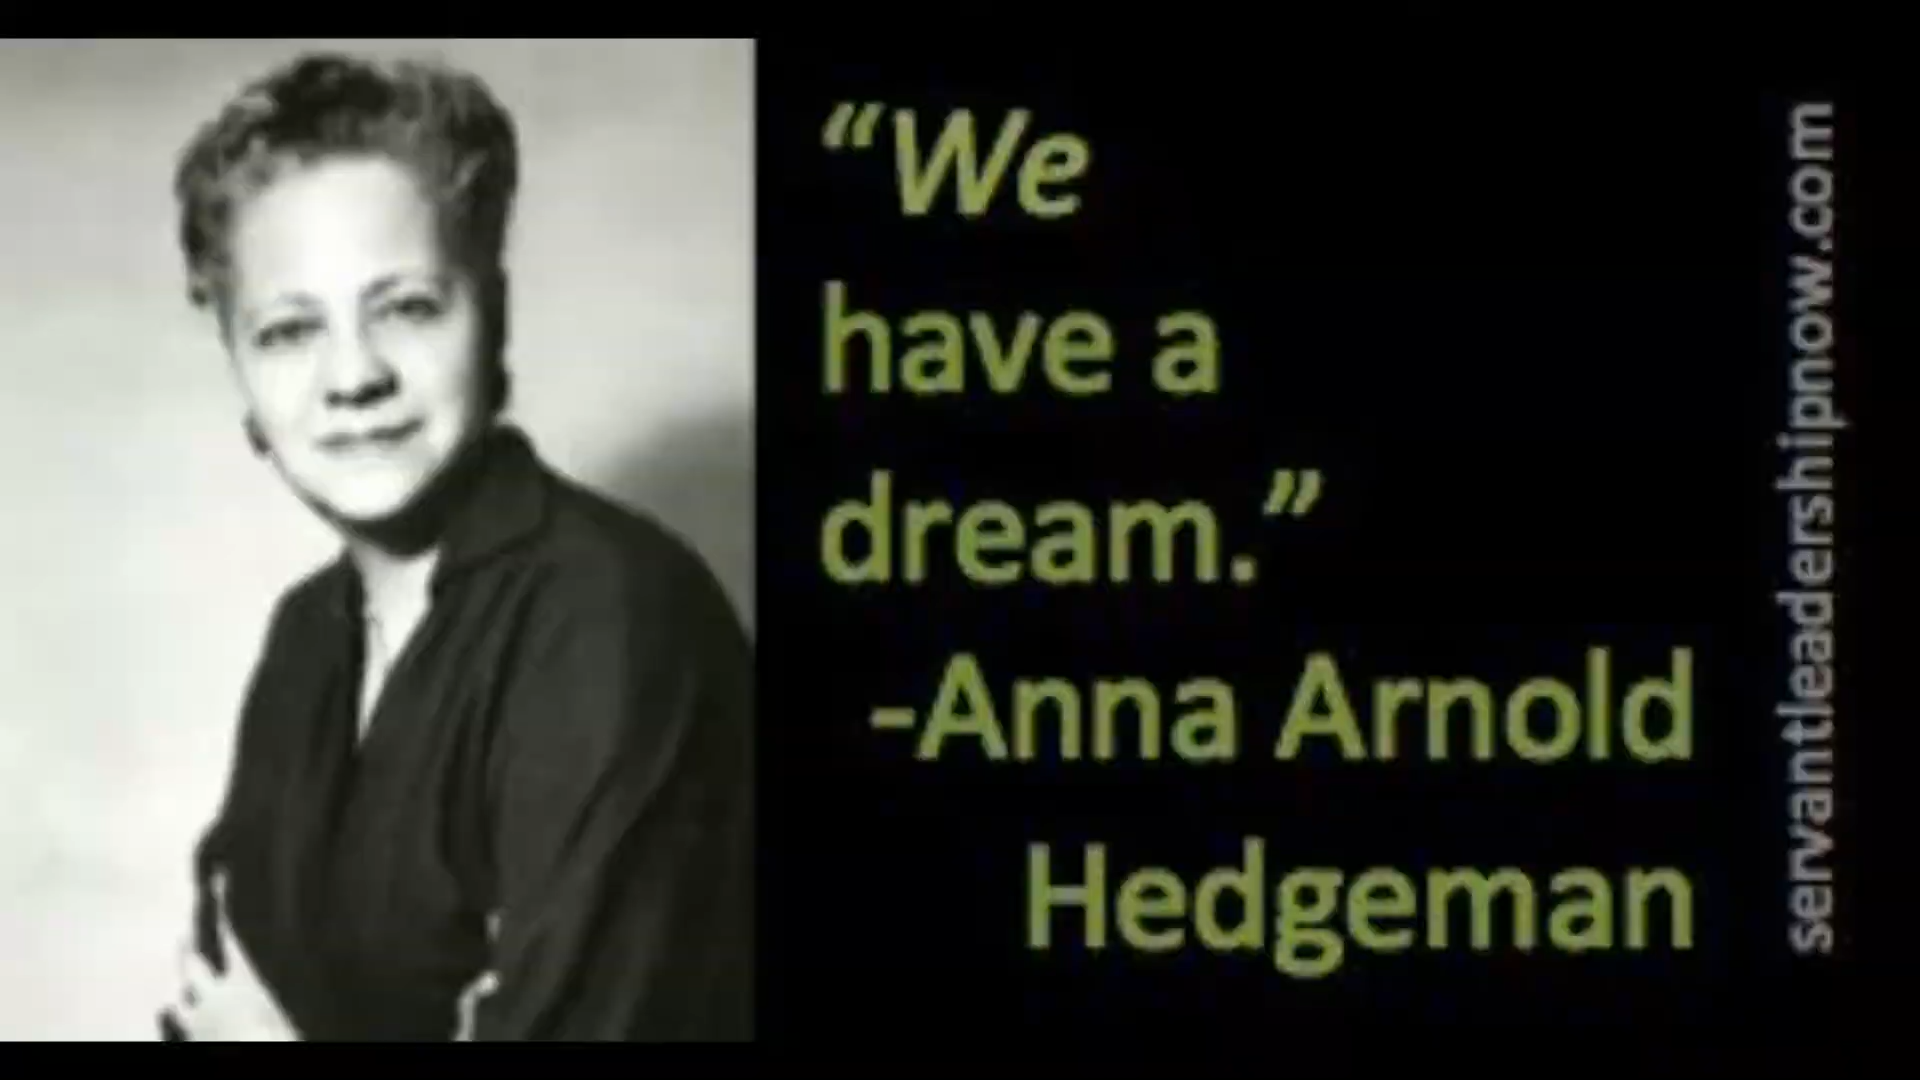 “We
have a
dream.”
-Anna Arnold
Hedgeman
servantleadershipnow.com